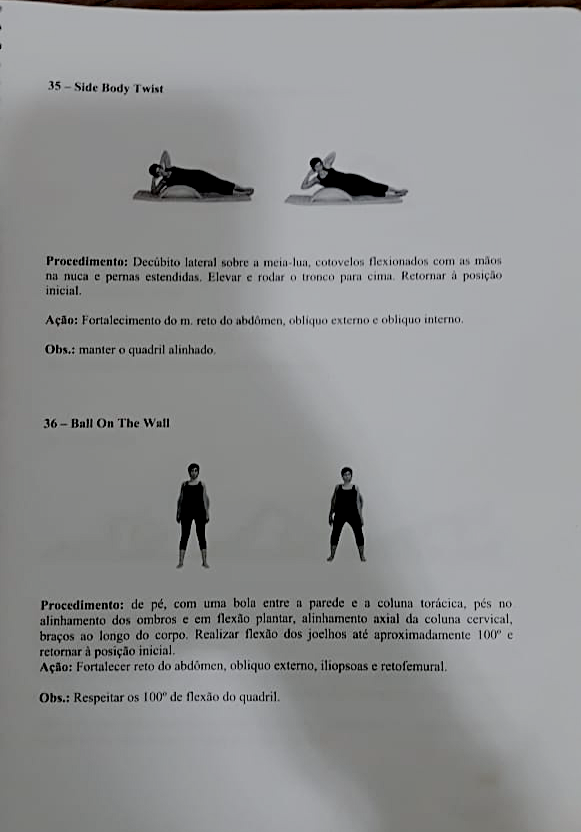 35 – Side Body Twist
Procedimento: Decúbito lateral sobre a meia-lua, cotovelos flexionados com as mãos
na nuca e pernas estendidas. Elevar e rodar o tronco para cima. Retornar à posição
inicial.
Ação: Fortalecimento do m. reto do abdômen, obliquo externo e obliquo interno.
Obs.: manter o quadril alinhado.
36 – Ball On The Wall
Procedimento: de pé, com uma bola entre a parede e a coluna torácica, pés no
alinhamento dos ombros e em flexão plantar, alinhamento axial da coluna cervical,
braços ao longo do corpo. Realizar flexão dos joelhos até aproximadamente 100º e
retornar à posição inicial.
Ação: Fortalecer reto do abdômen, obliquo externo, iliopsoas e retofemural.
Obs.: Respeitar os 100º de flexão do quadril.